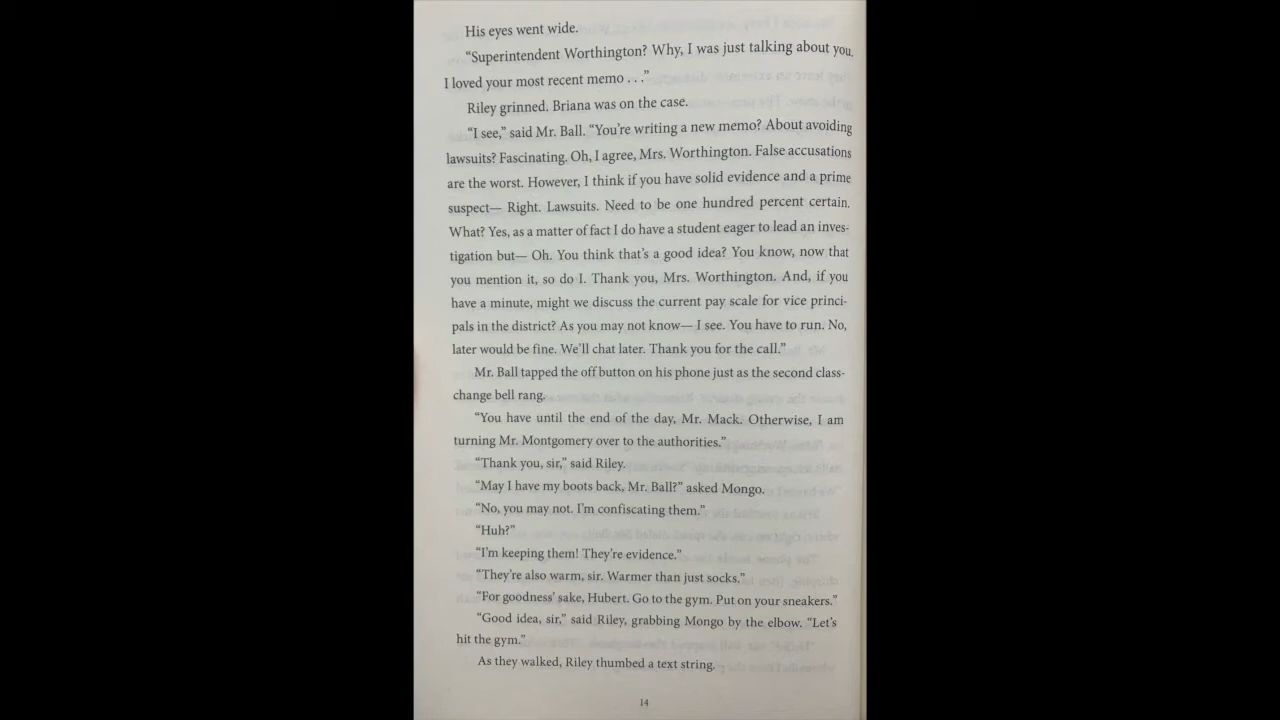 His eyes went wide.
“Superintendent Worthington? Why, I was just talking about you.
I loved your most recent memo . . .”
Riley grinned. Briana was on the case.
“I see,” said Mr. Ball. “You’re writing a new memo? About avoiding
lawsuits? Fascinating. Oh, I agree, Mrs. Worthington. False accusations
are the worst. However, I think if you have solid evidence and a prime
suspect— Right. Lawsuits. Need to be one hundred percent certain.
What? Yes, as a matter of fact I do have a student eager to lead an inves-
tigation but— Oh. You think that’s a good idea? You know, now that
you mention it, so do I. Thank you, Mrs. Worthington. And, if you
have a minute, might we discuss the current pay scale for vice princi-
pals in the district? As you may not know— I see. You have to run. No,
later would be fine. We’ll chat later. Thank you for the call.”
Mr. Ball tapped the off button on his phone just as the second class-
change bell rang.
“You have until the end of the day, Mr. Mack. Otherwise, I am
turning Mr. Montgomery over to the authorities.”
“Thank you, sir,” said Riley.
“May I have my boots back, Mr. Ball?” asked Mongo.
“No, you may not. I’m confiscating them.”
“Huh?”
“I’m keeping them! They’re evidence.”
“They’re also warm, sir. Warmer than just socks.”
“For goodness’ sake, Hubert. Go to the gym. Put on your sneakers.”
“Good idea, sir,” said Riley, grabbing Mongo by the elbow. “Let’s
hit the gym.”
As they walked, Riley thumbed a text string.
14